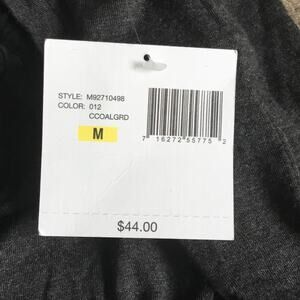 STYLE: M92710498
COLOR: 012
CCOALGRD
M
7 16272 55775 2
$44.00